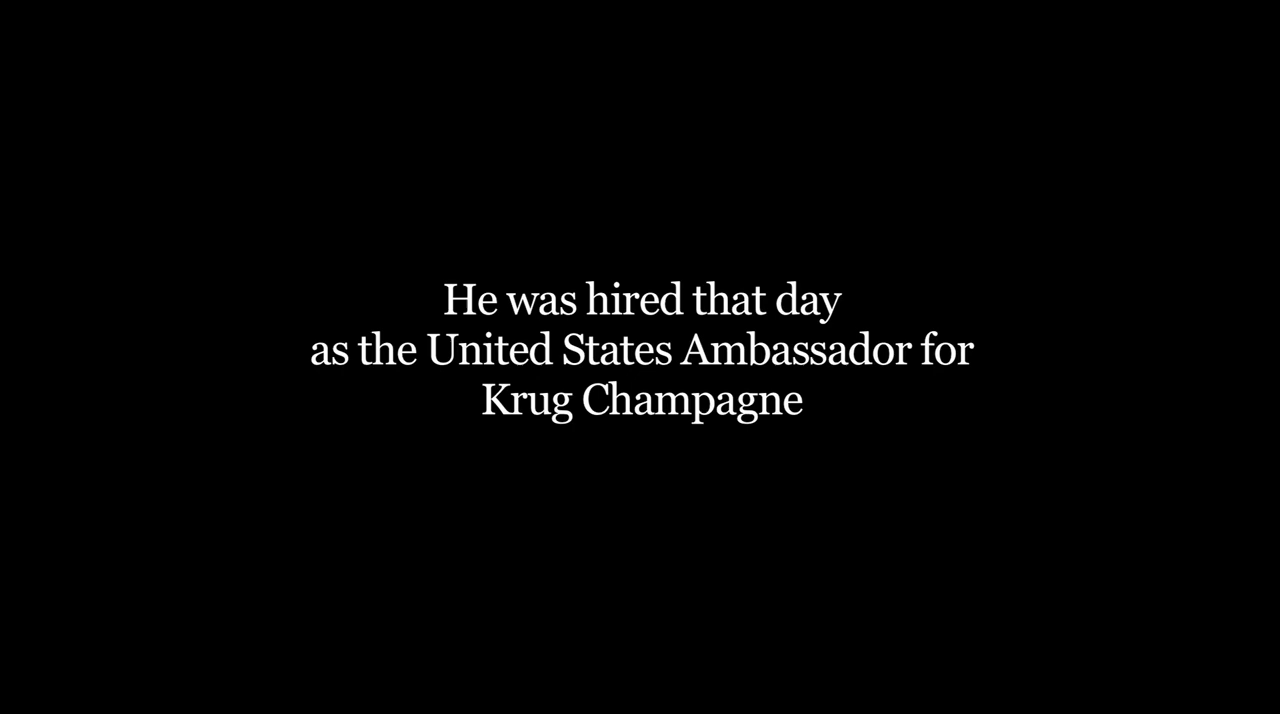 He was hired that day
as the United States Ambassador for
Krug Champagne